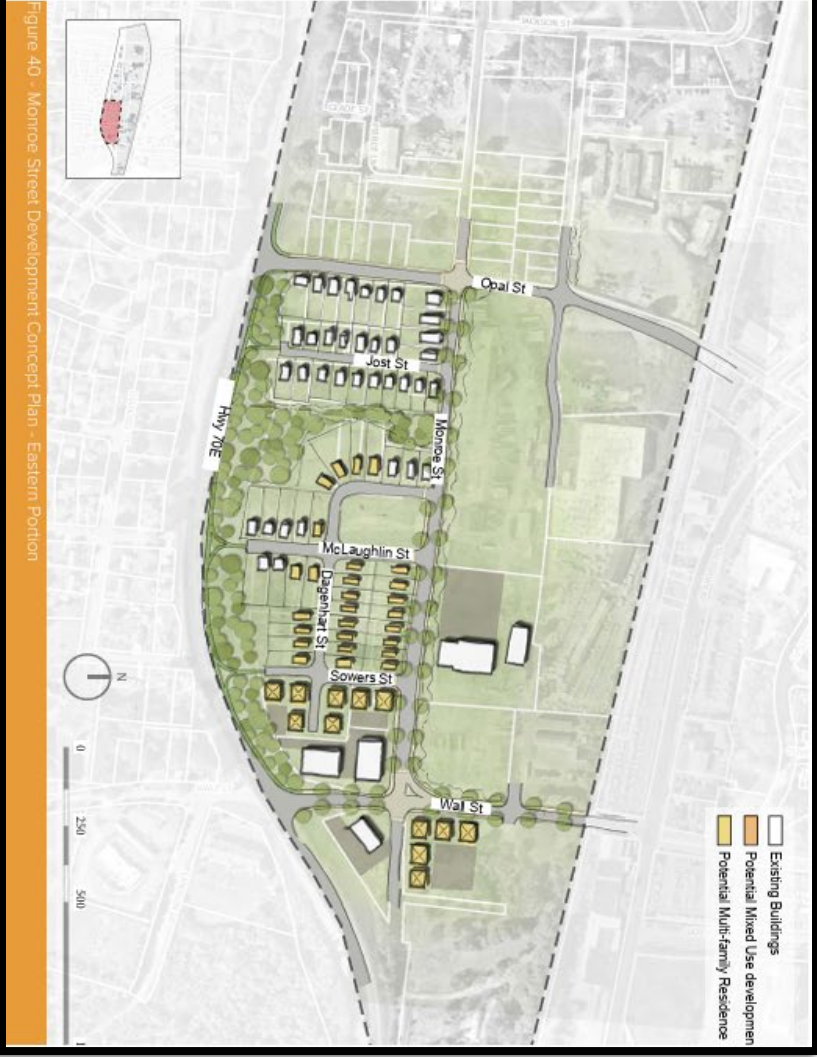 Figure 40 - Monroe Street Development Concept Plan - Eastern Portion
JACKSON ST
Opal St
Jost St
Hwy 70E
Monroe St
McLaughlin St
Dagenhart St
Sowers St
Wall St
N
0
250
500
1
Existing Buildings
Potential Mixed Use developmen
Potential Multi-family Residence